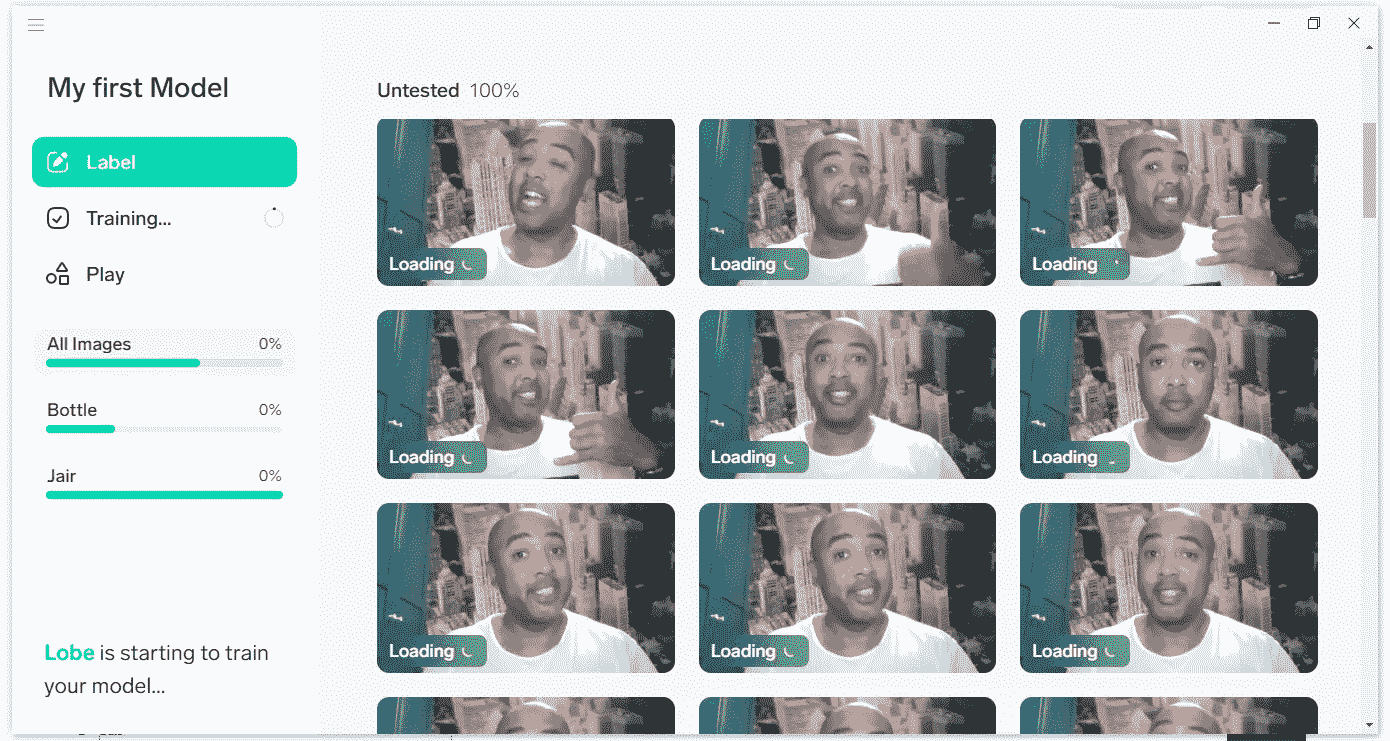 My first Model
Label
Training...
Play
All Images 0%
Bottle 0%
Jair 0%
Lobe is starting to train
your model...
Untested 100%
Loading
Loading
Loading
Loading
Loading
Loading
Loading
Loading
Loading